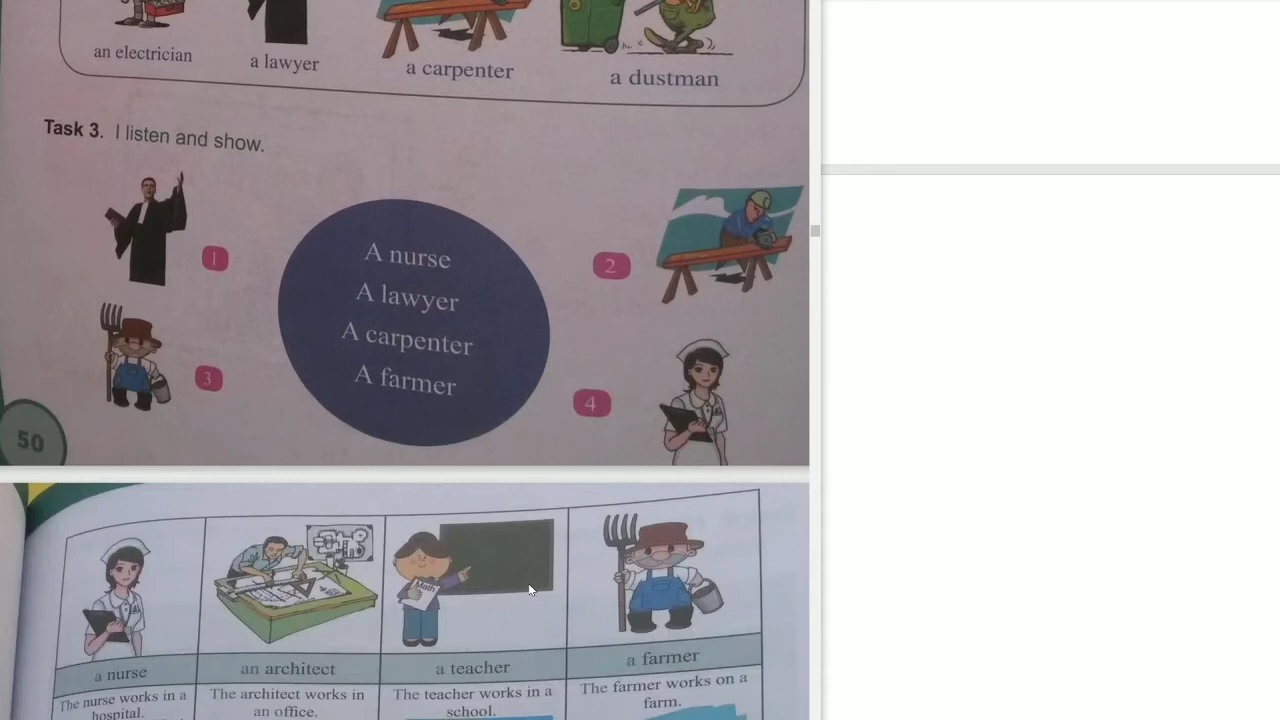 an electrician
a lawyer
a carpenter
a dustman
Task 3. I listen and show.
1
A nurse
A lawyer
A carpenter
A farmer
2
3
4
50
Math
a nurse
an architect
a teacher
a farmer
The nurse works in a
hospital.
The architect works in
an office.
The teacher works in a
school.
The farmer works on a
farm.